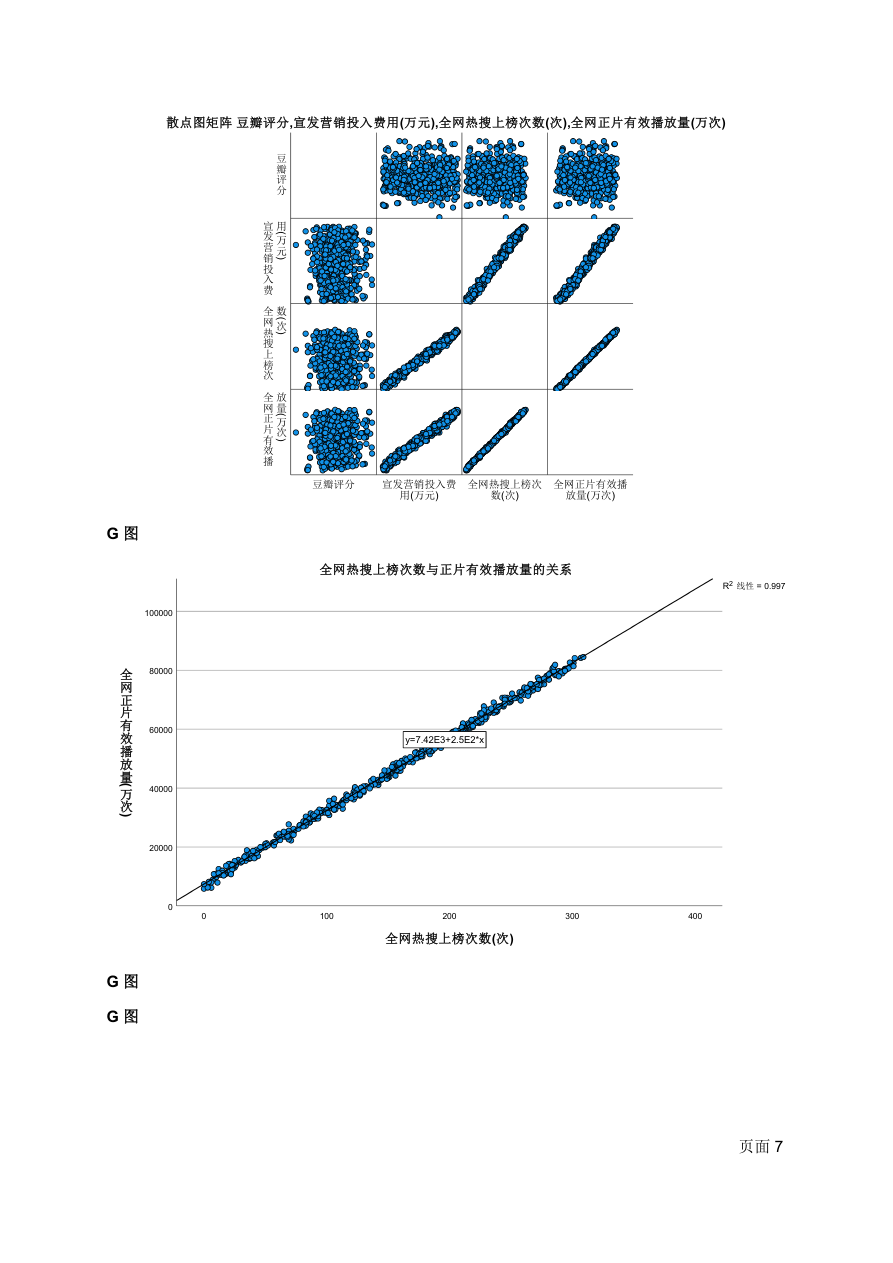 散点图矩阵 豆瓣评分,宣发营销投入费用(万元),全网热搜上榜次数(次),全网正片有效播放量(万次)
豆瓣评分
宣发营销投入费
用(万元)
全网热搜上榜次
数(次)
全网正片有效播
放量(万次)
豆瓣评分
宣发营销投入费
用(万元)
全网热搜上榜次
数(次)
全网正片有效播
放量(万次)
G 图
全网热搜上榜次数与正片有效播放量的关系
R2 线性 = 0.997
全网正片有效播放量(万次)
100000
80000
60000
40000
20000
0
y=7.42E3+2.5E2*x
0 100 200 300 400
全网热搜上榜次数(次)
G 图
G 图
页面 7